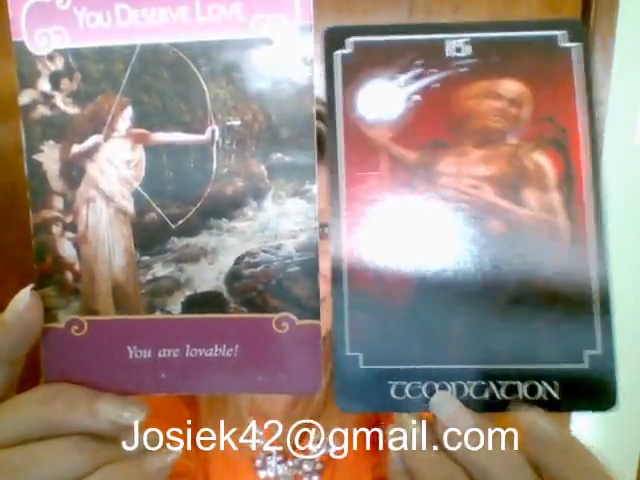 You Deserve Love
15
You are lovable!
TEMPTATION
Josiek42@gmail.com